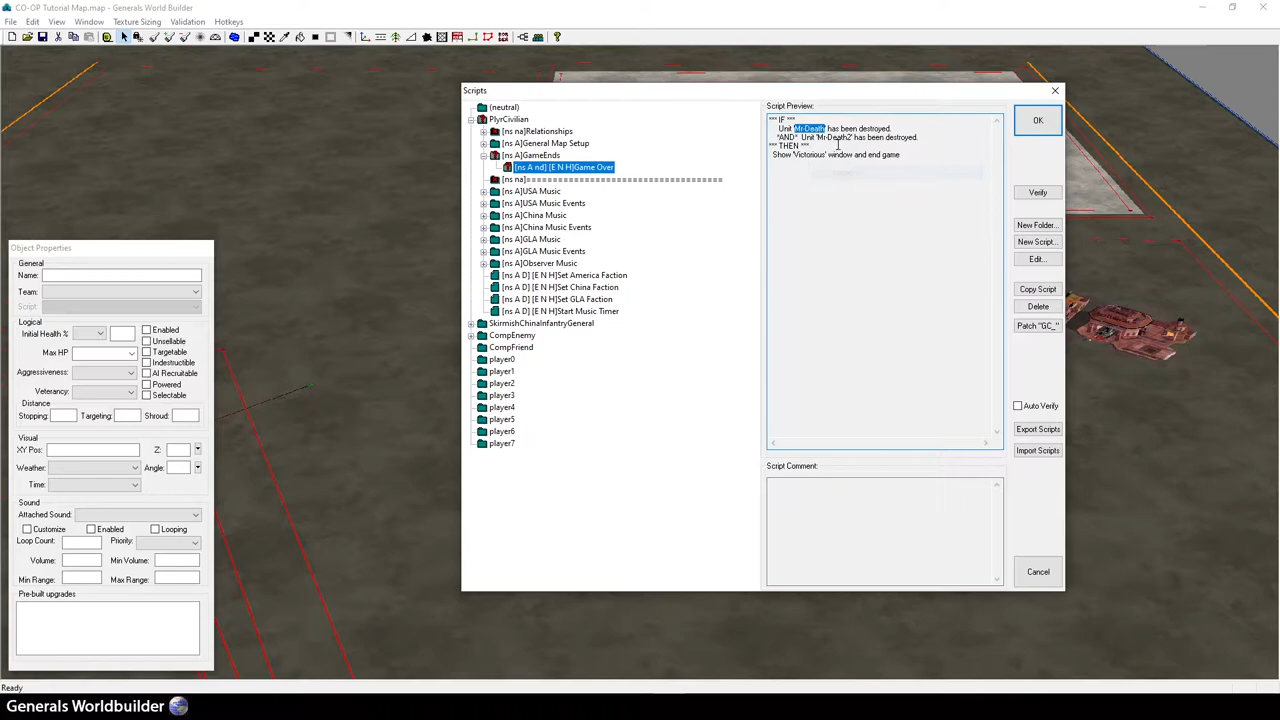 CO-OP Tutorial Map.map - Generals World Builder
File Edit View Window Texture Sizing Validation Hotkeys
Scripts
(neutral)
PlyrCivilian
[ns na]Relationships
[ns A]General Map Setup
[ns A]GameEnds
[ns A nd] [E N H]Game Over
[ns na]====================================
[ns A]USA Music
[ns A]USA Music Events
[ns A]China Music
[ns A]China Music Events
[ns A]GLA Music
[ns A]GLA Music Events
[ns A]Observer Music
[ns A D] [E N H]Set America Faction
[ns A D] [E N H]Set China Faction
[ns A D] [E N H]Set GLA Faction
[ns A D] [E N H]Start Music Timer
SkirmishChinaInfantryGeneral
CompEnemy
CompFriend
player0
player1
player2
player3
player4
player5
player6
player7
Script Preview:
*** IF ***
Unit 'Mr-Death' has been destroyed.
*AND* Unit 'Mr-Death2' has been destroyed.
*** THEN ***
Show 'Victorious' window and end game
Script Comment:
OK
Verify
New Folder...
New Script...
Edit...
Copy Script
Delete
Patch "GC_"
Auto Verify
Export Scripts
Import Scripts
Cancel
Object Properties
General
Name:
Team:
Script:
Logical
Initial Health % Enabled
Unsellable
Max HP Targetable
Indestructible
Aggressiveness: AI Recruitable
Powered
Veterancy: Selectable
Distance
Stopping: Targeting: Shroud:
Visual
XY Pos: Z:
Weather: Angle:
Time:
Sound
Attached Sound:
Customize Enabled Looping
Loop Count: Priority:
Volume: Min Volume:
Min Range: Max Range:
Pre-built upgrades
Ready
Generals Worldbuilder